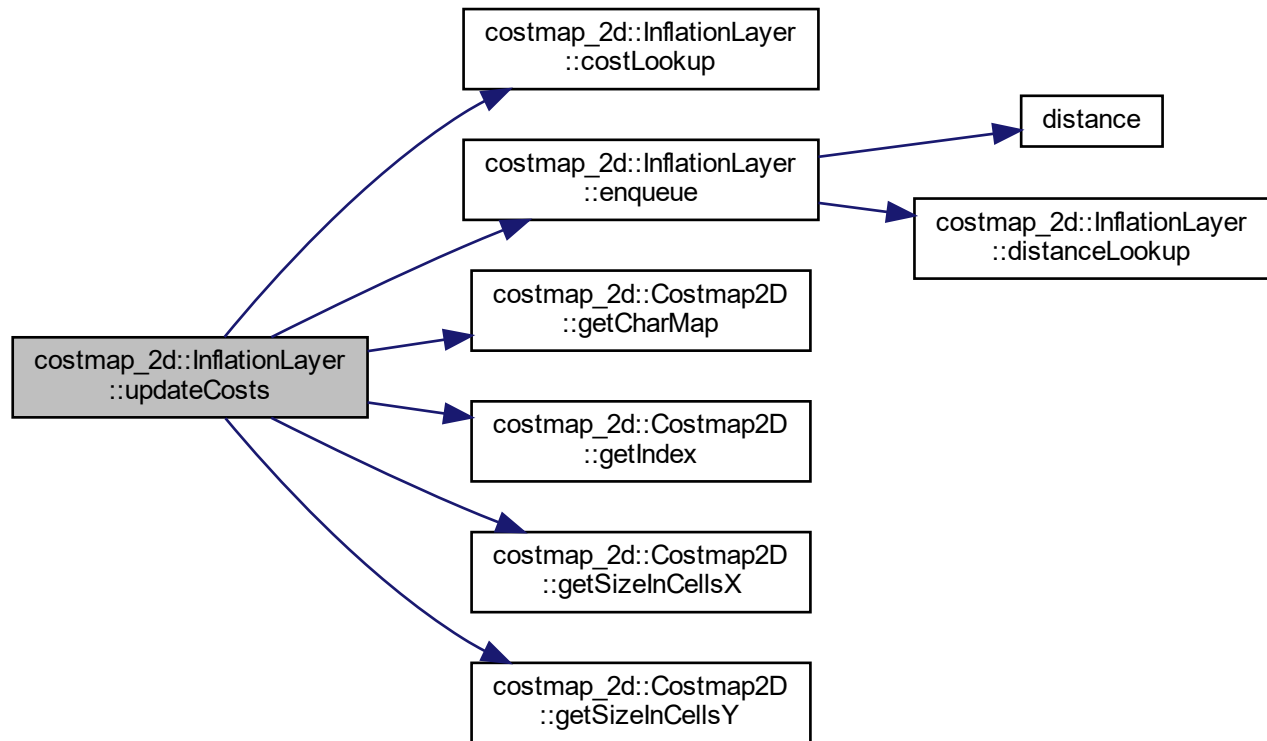 costmap_2d::InflationLayer
::updateCosts
costmap_2d::InflationLayer
::costLookup
costmap_2d::InflationLayer
::enqueue
distance
costmap_2d::InflationLayer
::distanceLookup
costmap_2d::Costmap2D
::getCharMap
costmap_2d::Costmap2D
::getIndex
costmap_2d::Costmap2D
::getSizeInCellsX
costmap_2d::Costmap2D
::getSizeInCellsY